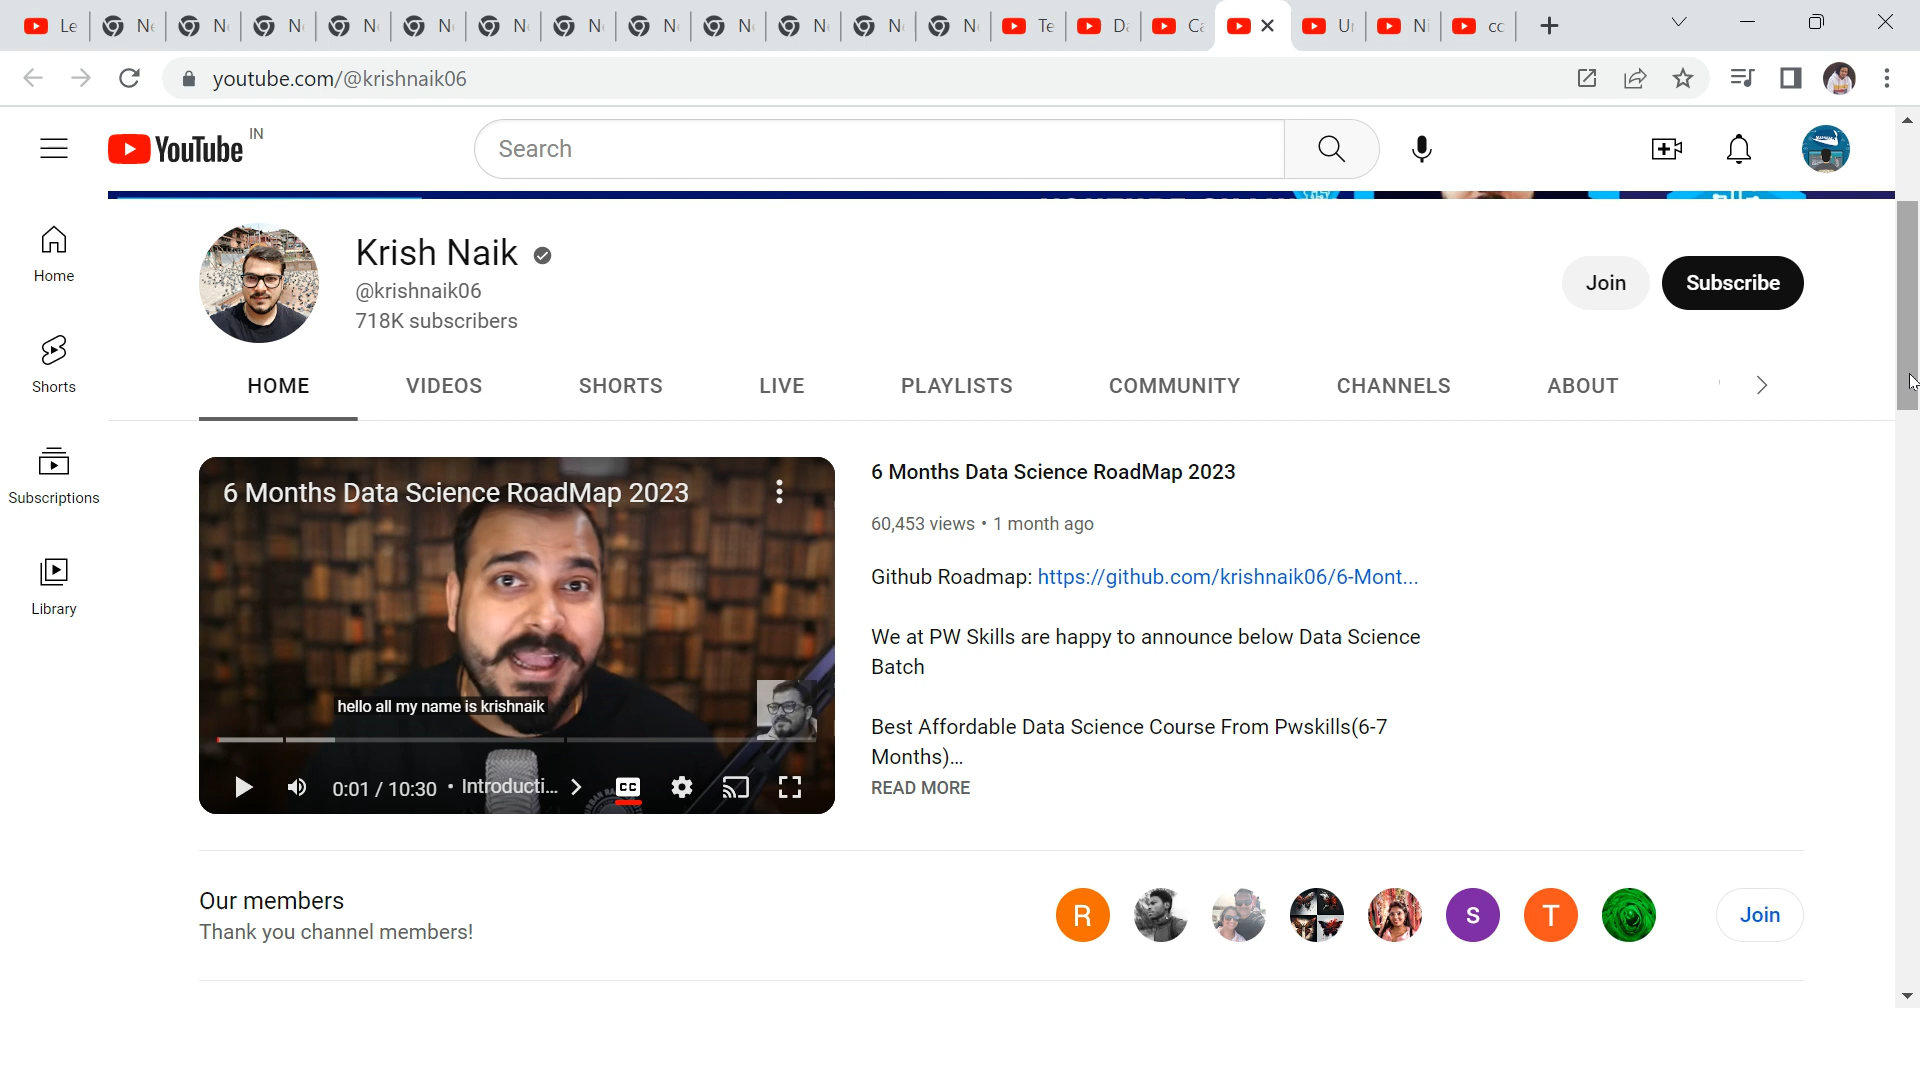 youtube.com/@krishnaik06
YouTube IN
Search
Home
Shorts
Subscriptions
Library
Krish Naik
@krishnaik06
718K subscribers
Join
Subscribe
HOME VIDEOS SHORTS LIVE PLAYLISTS COMMUNITY CHANNELS ABOUT
6 Months Data Science RoadMap 2023
hello all my name is krishnaik
0:01 / 10:30 • Introducti...
CC
6 Months Data Science RoadMap 2023
60,453 views • 1 month ago
Github Roadmap: https://github.com/krishnaik06/6-Mont...
We at PW Skills are happy to announce below Data Science
Batch
Best Affordable Data Science Course From Pwskills(6-7
Months)...
READ MORE
Our members
Thank you channel members!
R
S
T
Join